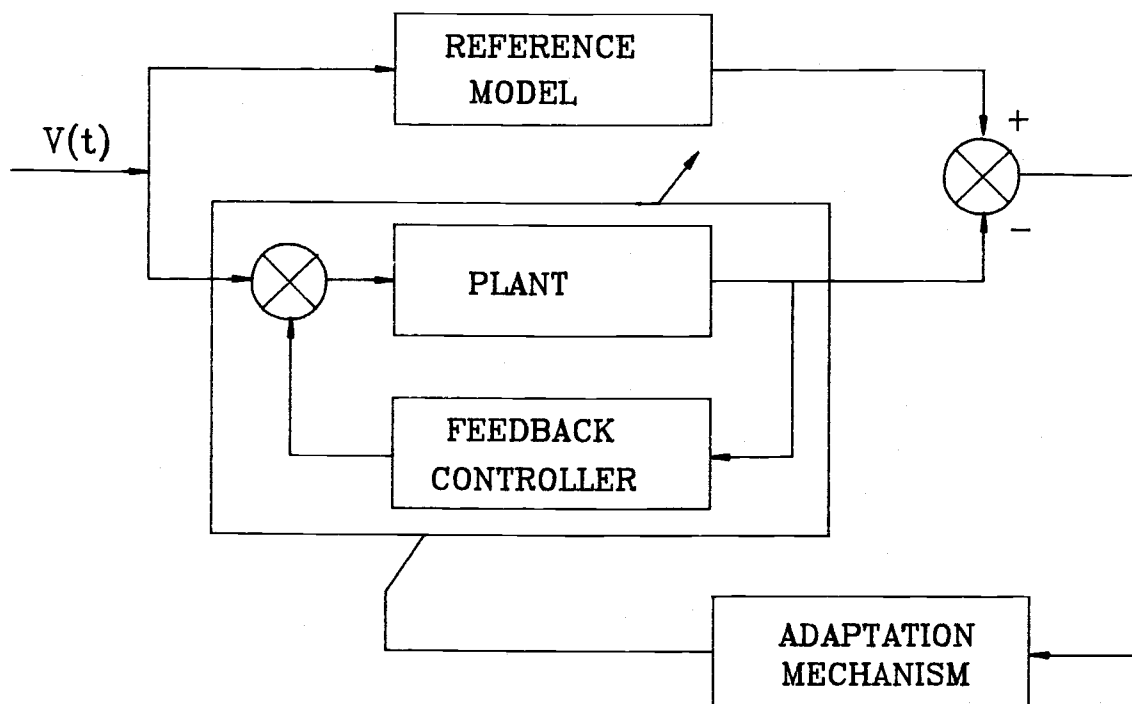 REFERENCE
MODEL
V(t)
+
−
PLANT
FEEDBACK
CONTROLLER
ADAPTATION
MECHANISM